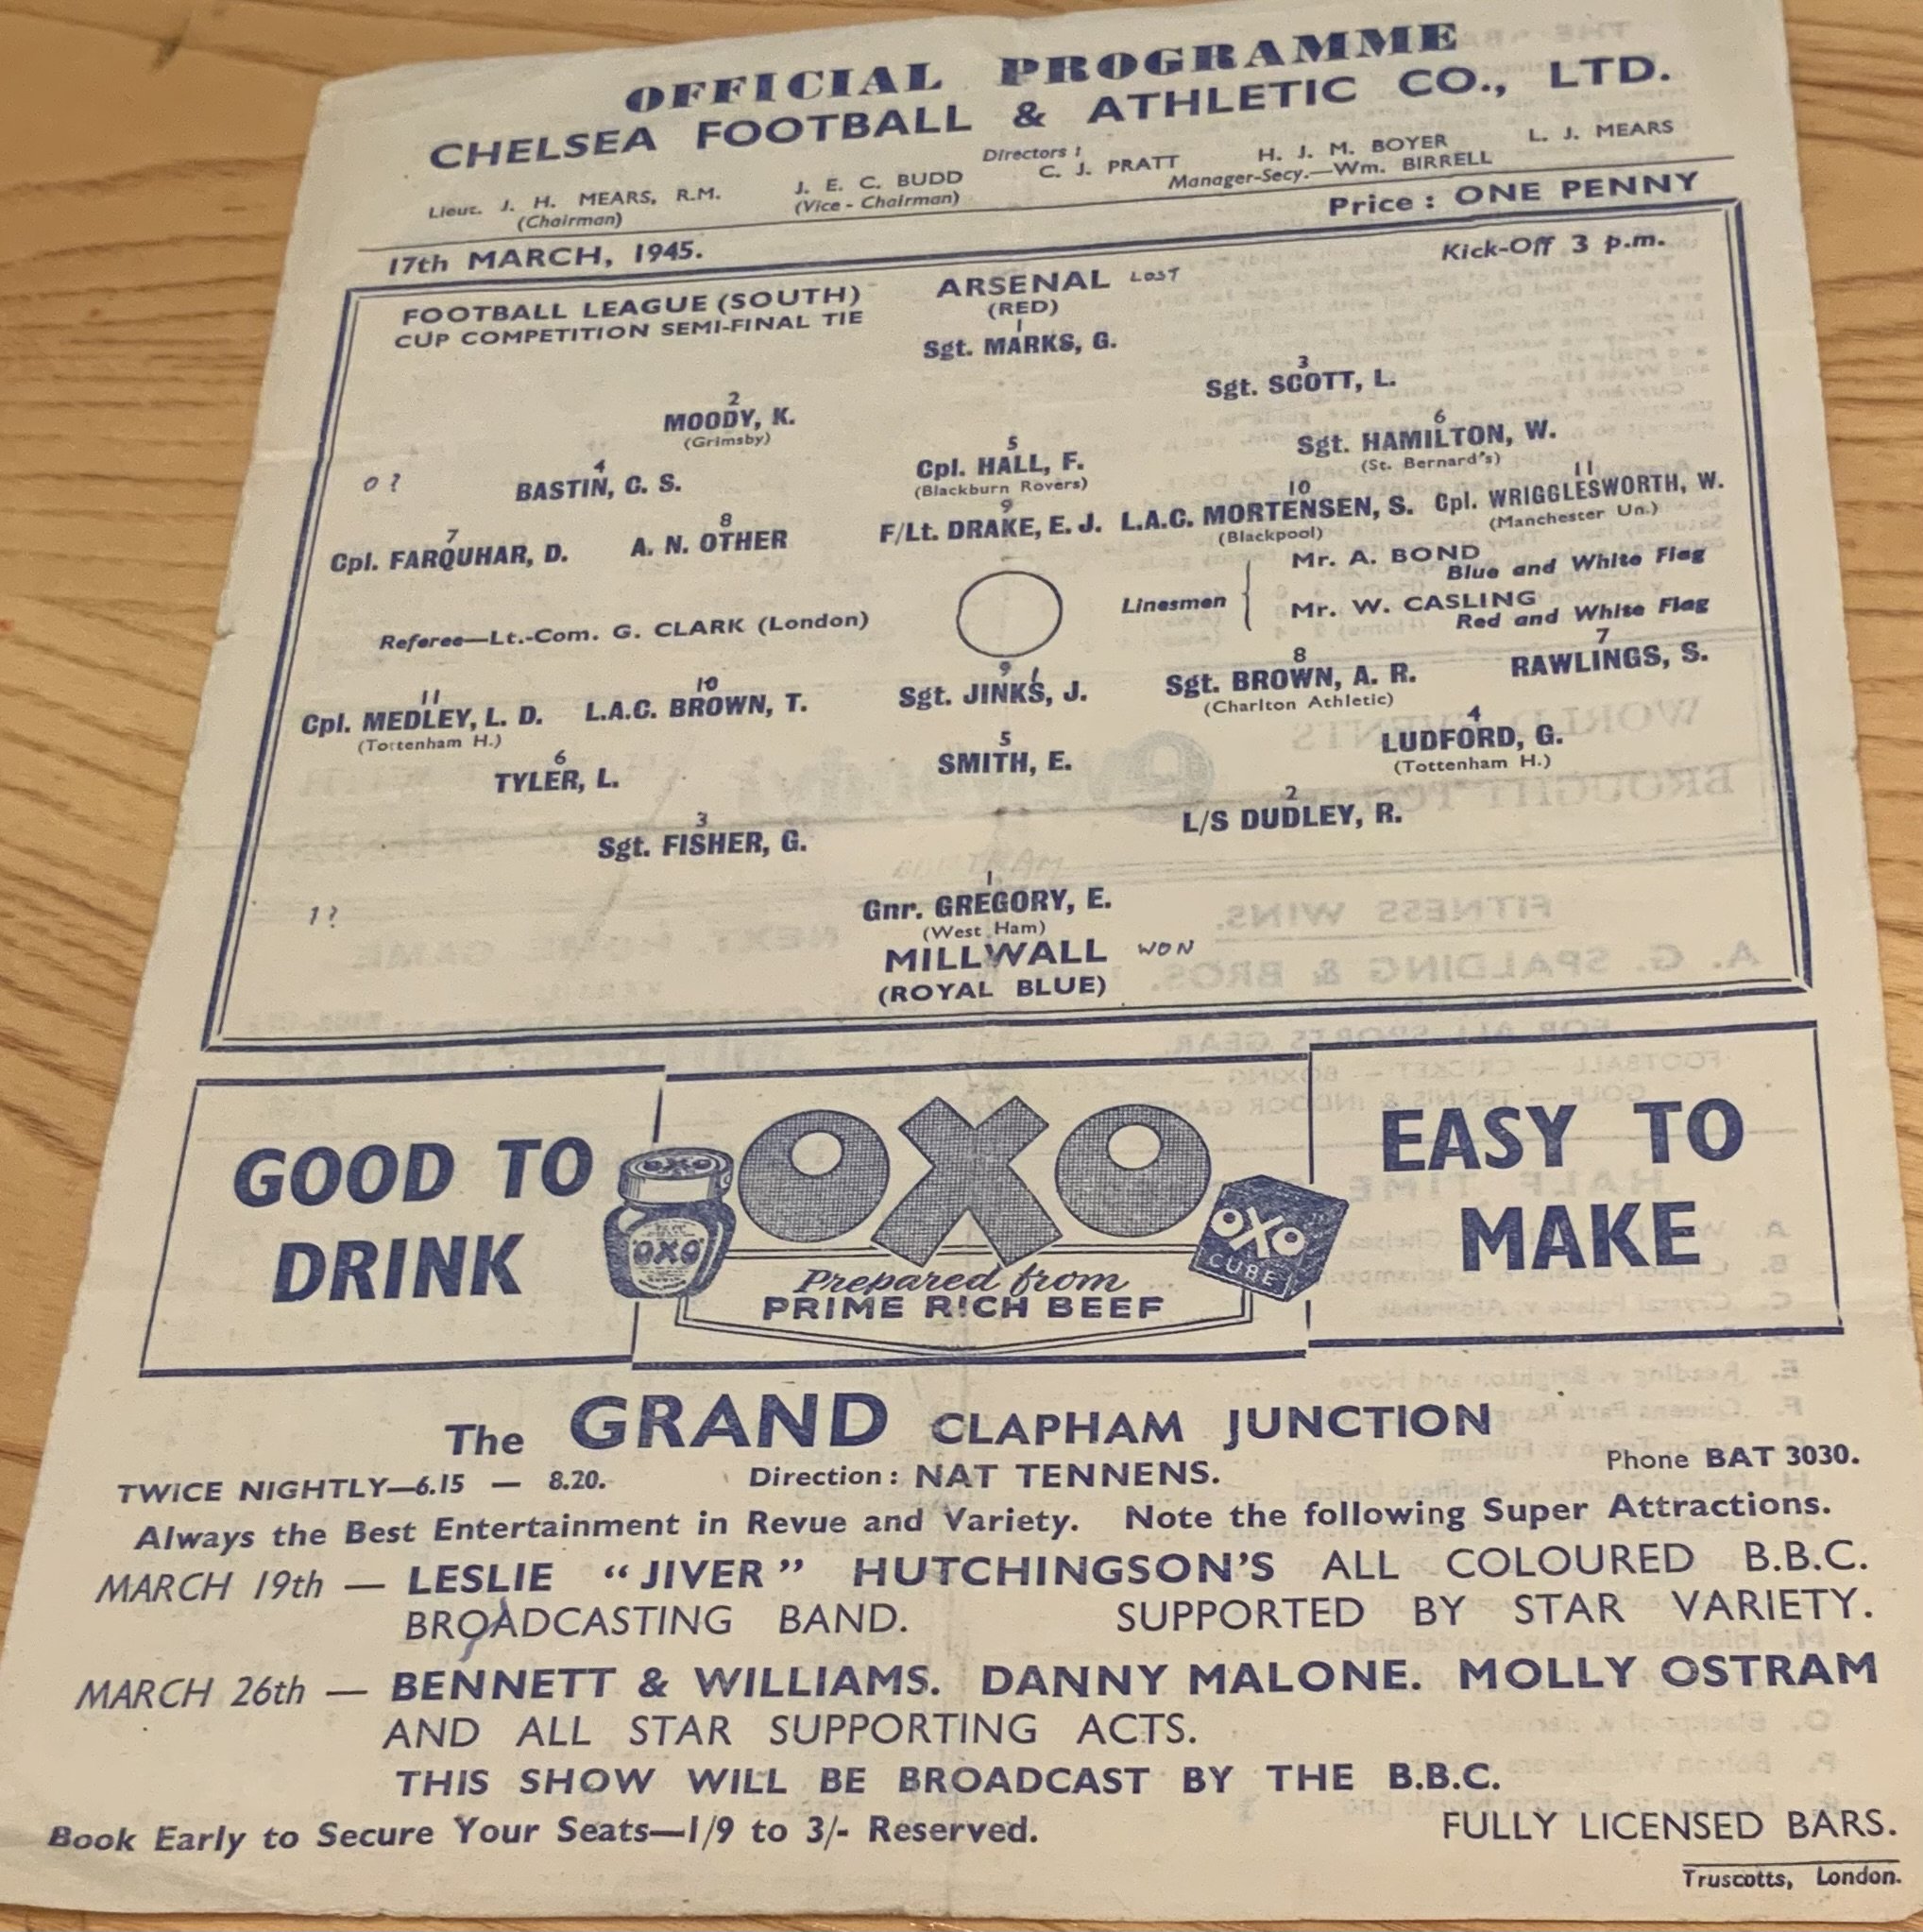 OFFICIAL PROGRAMME
CHELSEA FOOTBALL & ATHLETIC CO., LTD.
Directors :
Lieut. J. H. MEARS, R.M. J. E. C. BUDD C. J. PRATT H. J. M. BOYER L. J. MEARS
(Chairman) (Vice - Chairman) Manager-Secy.—Wm. BIRRELL
17th MARCH, 1945. Price : ONE PENNY
FOOTBALL LEAGUE (SOUTH) ARSENAL LOST Kick-Off 3 p.m.
CUP COMPETITION SEMI-FINAL TIE (RED)
1
Sgt. MARKS, G.
2 3
MOODY, K. Sgt. SCOTT, L.
(Grimsby)
4 5 6
0 ? BASTIN, C. S. Cpl. HALL, F. Sgt. HAMILTON, W.
(Blackburn Rovers) (St. Bernard's)
7 8 9 10 11
Cpl. FARQUHAR, D. A. N. OTHER F/Lt. DRAKE, E. J. L.A.C. MORTENSEN, S. Cpl. WRIGGLESWORTH, W.
(Blackpool) (Manchester Un.)
Mr. A. BOND
Blue and White Flag
Referee—Lt.-Com. G. CLARK (London) Linesmen Mr. W. CASLING
Red and White Flag
11 10 9 8 7
Cpl. MEDLEY, L. D. L.A.C. BROWN, T. Sgt. JINKS, J. Sgt. BROWN, A. R. RAWLINGS, S.
(Tottenham H.) (Charlton Athletic)
6 5 4
TYLER, L. SMITH, E. LUDFORD, G.
(Tottenham H.)
3 2
Sgt. FISHER, G. L/S DUDLEY, R.
1
1 ? Gnr. GREGORY, E.
(West Ham)
MILLWALL WON
(ROYAL BLUE)
GOOD TO DRINK
OXO
OXO
OXO
Prepared from
PRIME RICH BEEF
OXO
CUBE
EASY TO MAKE
The GRAND CLAPHAM JUNCTION
TWICE NIGHTLY—6.15 — 8.20. Direction : NAT TENNENS. Phone BAT 3030.
Always the Best Entertainment in Revue and Variety. Note the following Super Attractions.
MARCH 19th — LESLIE “JIVER” HUTCHINGSON'S ALL COLOURED B.B.C.
BROADCASTING BAND. SUPPORTED BY STAR VARIETY.
MARCH 26th — BENNETT & WILLIAMS. DANNY MALONE. MOLLY OSTRAM
AND ALL STAR SUPPORTING ACTS.
THIS SHOW WILL BE BROADCAST BY THE B.B.C.
Book Early to Secure Your Seats—1/9 to 3/- Reserved. FULLY LICENSED BARS.
Truscotts, London.